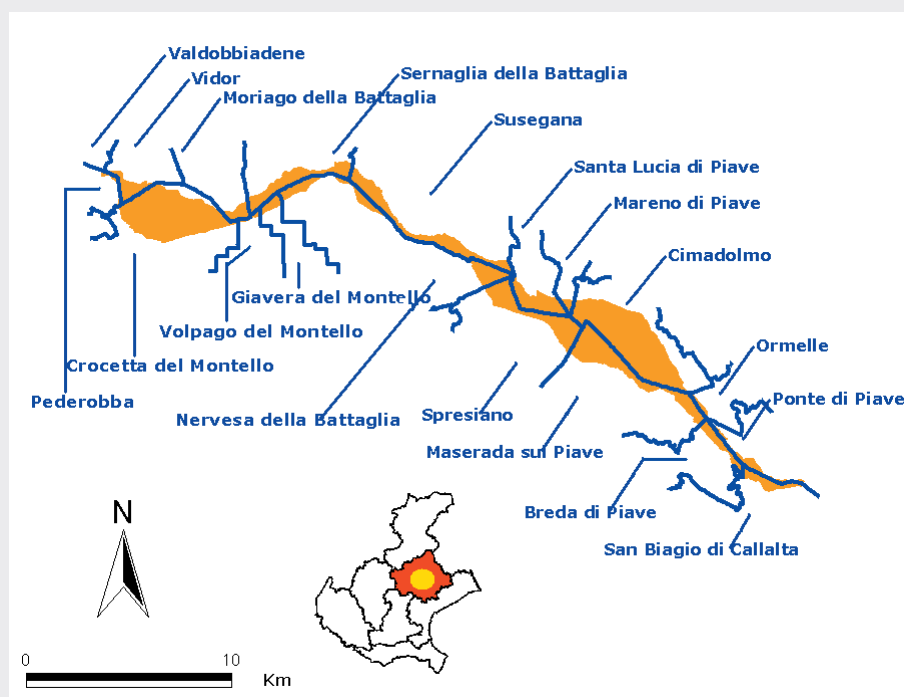 Valdobbiadene
Vidor
Moriago della Battaglia
Sernaglia della Battaglia
Susegana
Santa Lucia di Piave
Mareno di Piave
Cimadolmo
Giavera del Montello
Volpago del Montello
Ormelle
Crocetta del Montello
Pederobba
Nervesa della Battaglia
Spresiano
Ponte di Piave
Maserada sul Piave
Breda di Piave
San Biagio di Callalta
N
0 10
Km